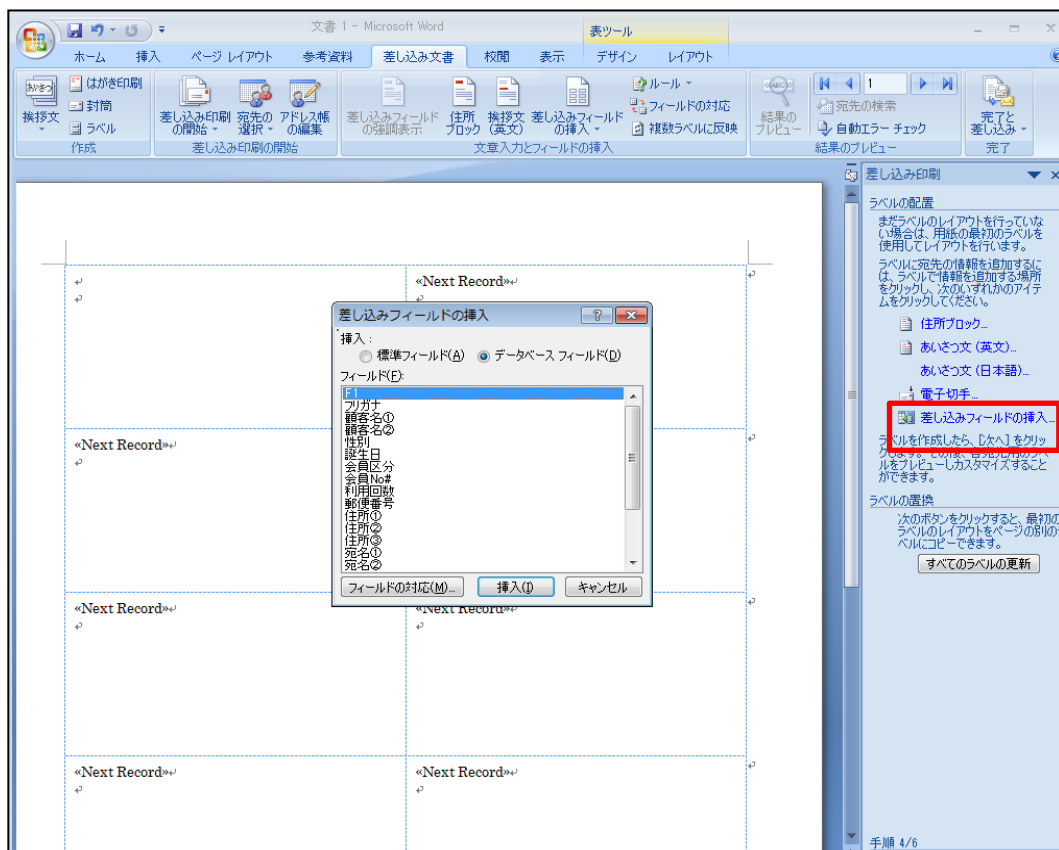 文書 1 - Microsoft Word
表ツール
ホーム 挿入 ページ レイアウト 参考資料 差し込み文書 校閲 表示 デザイン レイアウト
あいさつ
挨拶文
はがき印刷
封筒
ラベル
作成
差し込み印刷
の開始
宛先の
選択
アドレス帳
の編集
差し込み印刷の開始
差し込みフィールド
の強調表示
住所
ブロック
挨拶文
(英文)
差し込みフィールド
の挿入
ルール
フィールドの対応
複数ラベルに反映
文章入力とフィールドの挿入
ABC
結果の
プレビュー
1
宛先の検索
自動エラー チェック
結果のプレビュー
完了と
差し込み
完了
«Next Record»
«Next Record»
«Next Record»
«Next Record»
«Next Record»
«Next Record»
差し込みフィールドの挿入
挿入:
標準フィールド(A) データベース フィールド(D)
フィールド(F):
F1
フリガナ
顧客名①
顧客名②
性別
誕生日
会員区分
会員No#
利用回数
郵便番号
住所①
住所②
住所③
宛名①
宛名②
フィールドの対応(M)...
挿入(I)
キャンセル
差し込み印刷
ラベルの配置
まだラベルのレイアウトを行っていな
い場合は、用紙の最初のラベルを
使用してレイアウトを行います。
ラベルに宛先の情報を追加するに
は、ラベルで情報を追加する場所
をクリックし、次のいずれかのアイテ
ムをクリックしてください。
住所ブロック...
あいさつ文 (英文)...
あいさつ文 (日本語)...
電子切手...
差し込みフィールドの挿入...
ラベルを作成したら、[次へ] をクリッ
クします。
ルをプレビューしカスタマイズすること
ができます。
ラベルの置換
次のボタンをクリックすると、最初の
ラベルのレイアウトをページの別のラ
ベルにコピーできます。
すべてのラベルの更新
手順 4/6